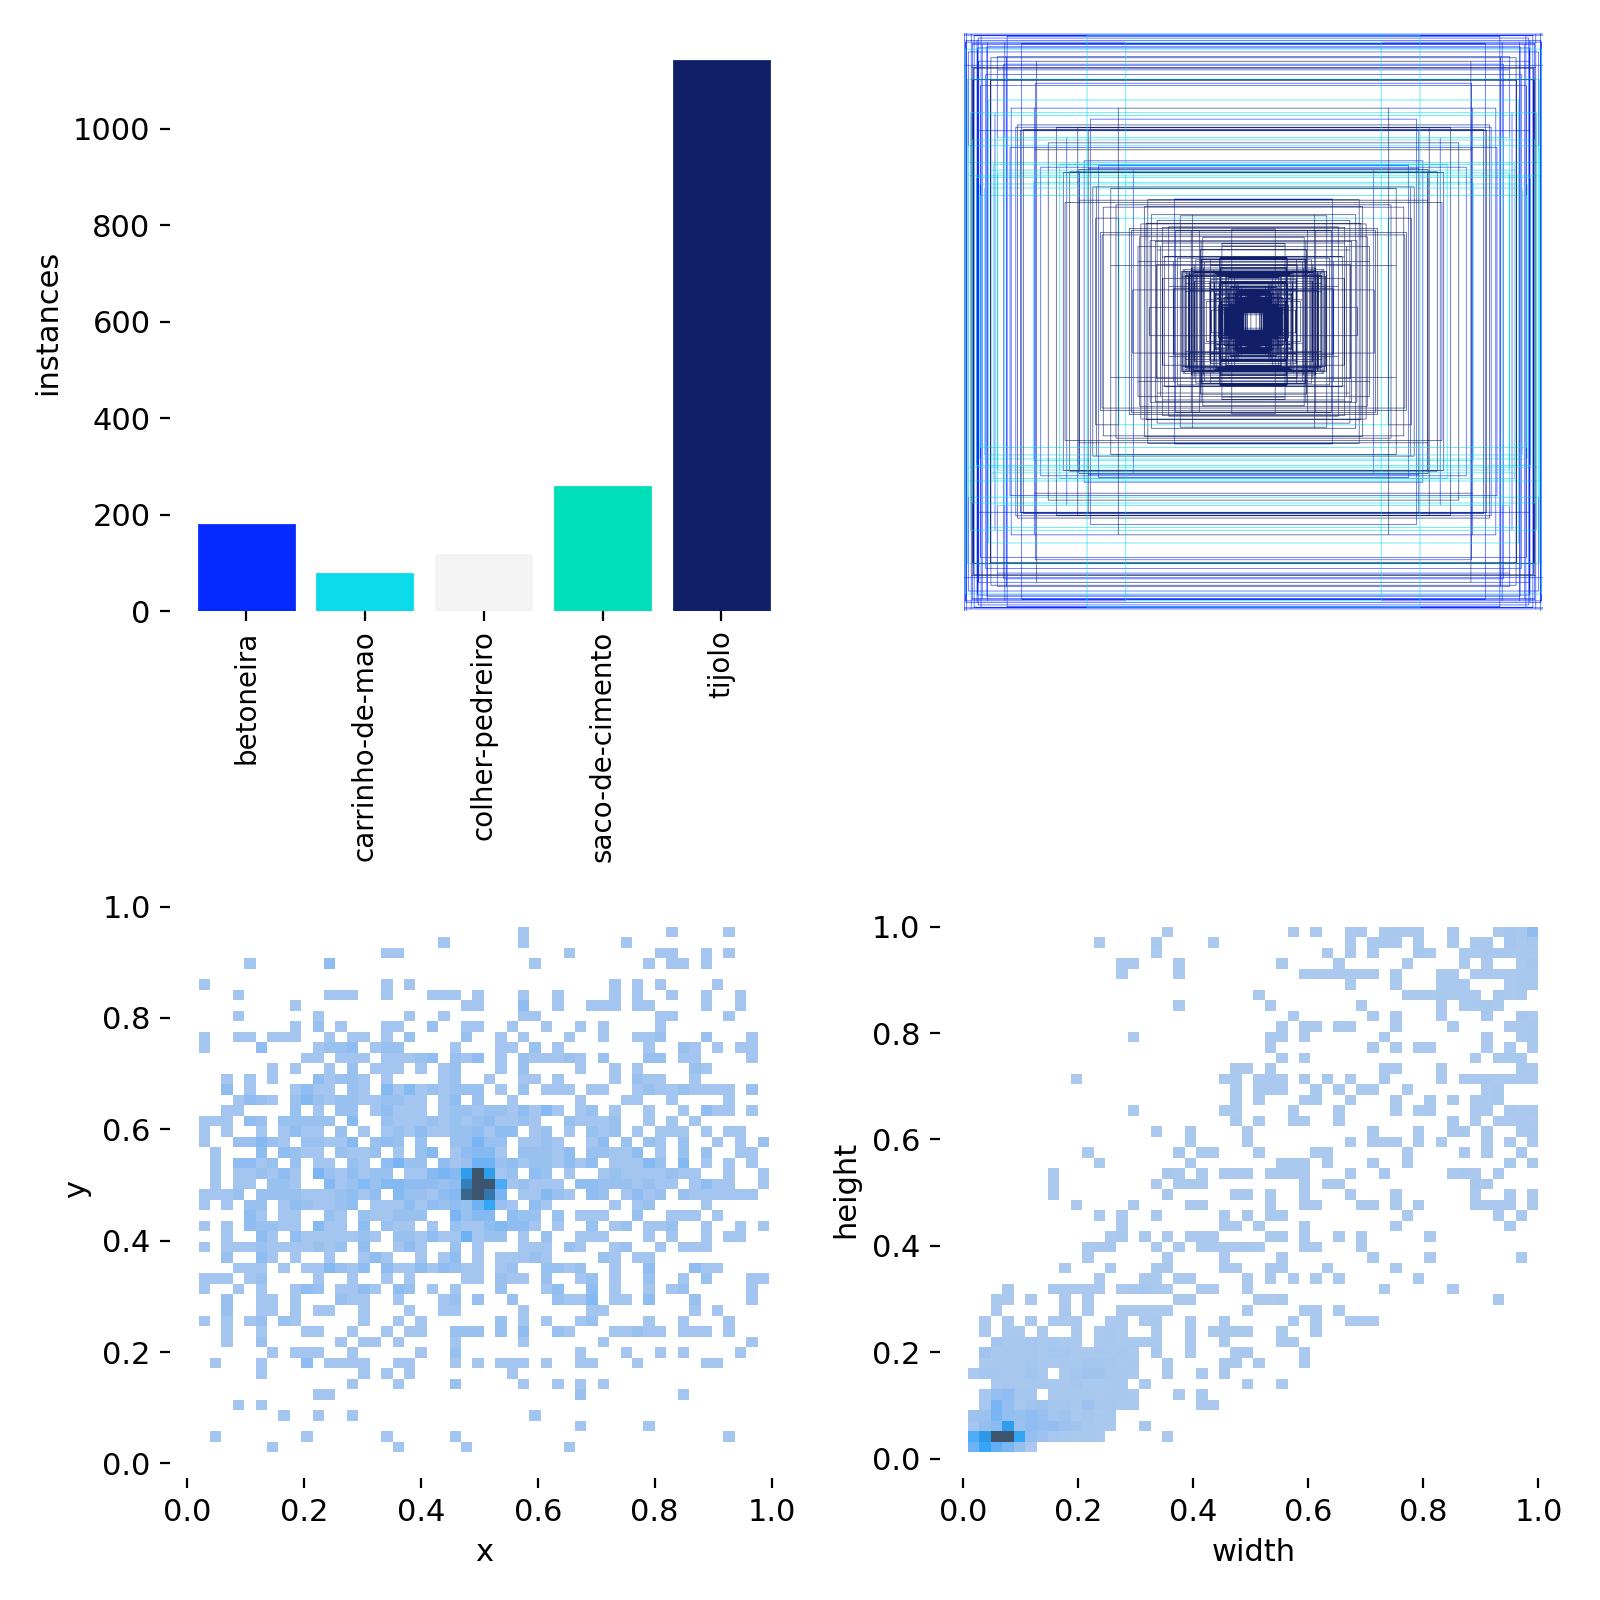 instances
1000
800
600
400
200
0
betoneira
carrinho-de-mao
colher-pedreiro
saco-de-cimento
tijolo
y
1.0
0.8
0.6
0.4
0.2
0.0
0.0 0.2 0.4 0.6 0.8 1.0
x
height
1.0
0.8
0.6
0.4
0.2
0.0
0.0 0.2 0.4 0.6 0.8 1.0
width